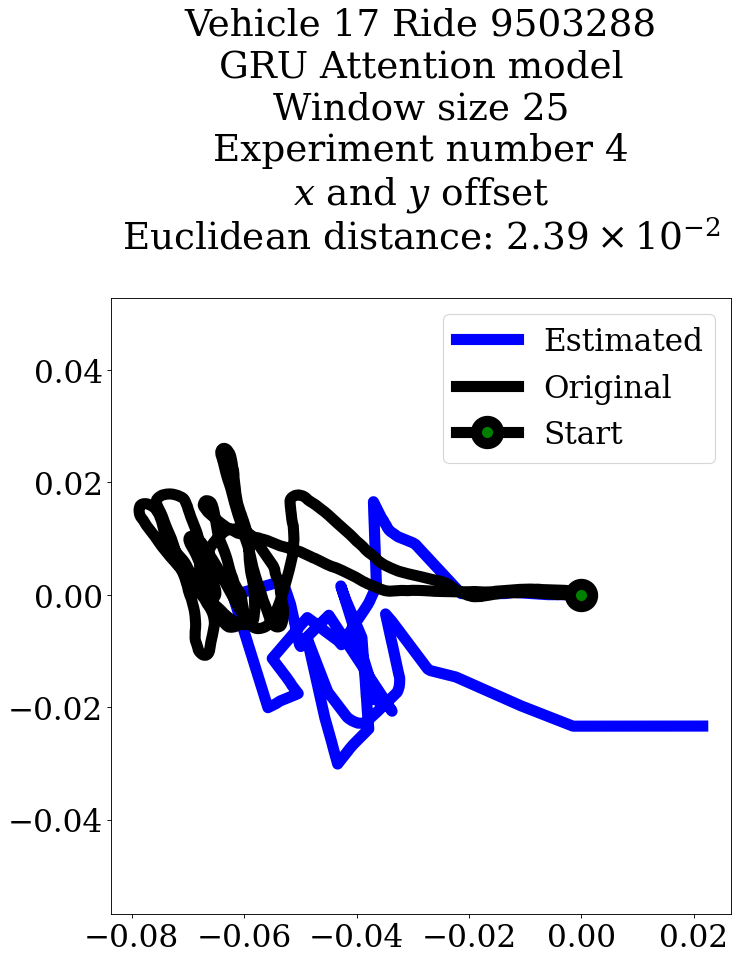 Vehicle 17 Ride 9503288
GRU Attention model
Window size 25
Experiment number 4
x and y offset
Euclidean distance: 2.39 × 10⁻²
Estimated
Original
Start
0.04
0.02
0.00
−0.02
−0.04
−0.08 −0.06 −0.04 −0.02 0.00 0.02